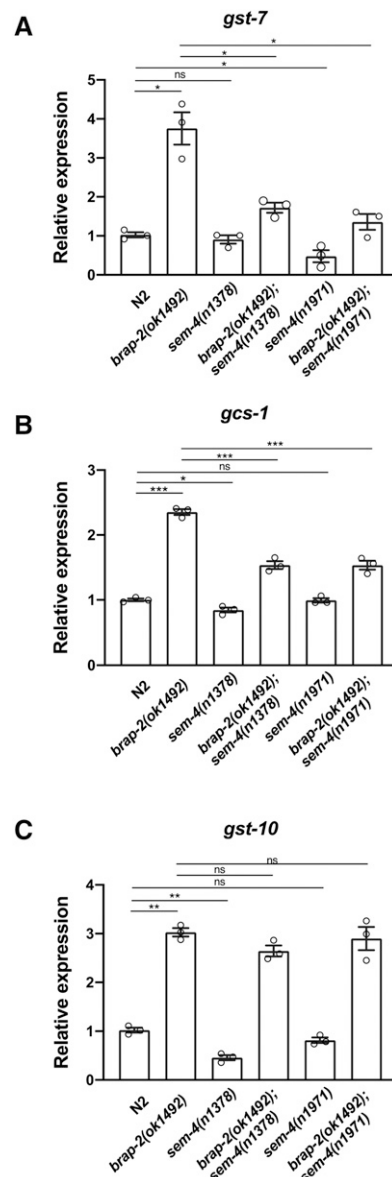 A
gst-7
*
*
*
ns
*
Relative expression
5
4
3
2
1
0
N2
brap-2(ok1492)
sem-4(n1378)
brap-2(ok1492);
sem-4(n1378)
sem-4(n1971)
brap-2(ok1492);
sem-4(n1971)
B
gcs-1
***
***
ns
*
***
Relative expression
3
2
1
0
N2
brap-2(ok1492)
sem-4(n1378)
brap-2(ok1492);
sem-4(n1378)
sem-4(n1971)
brap-2(ok1492);
sem-4(n1971)
C
gst-10
ns
ns
ns
**
**
Relative expression
4
3
2
1
0
N2
brap-2(ok1492)
sem-4(n1378)
brap-2(ok1492);
sem-4(n1378)
sem-4(n1971)
brap-2(ok1492);
sem-4(n1971)